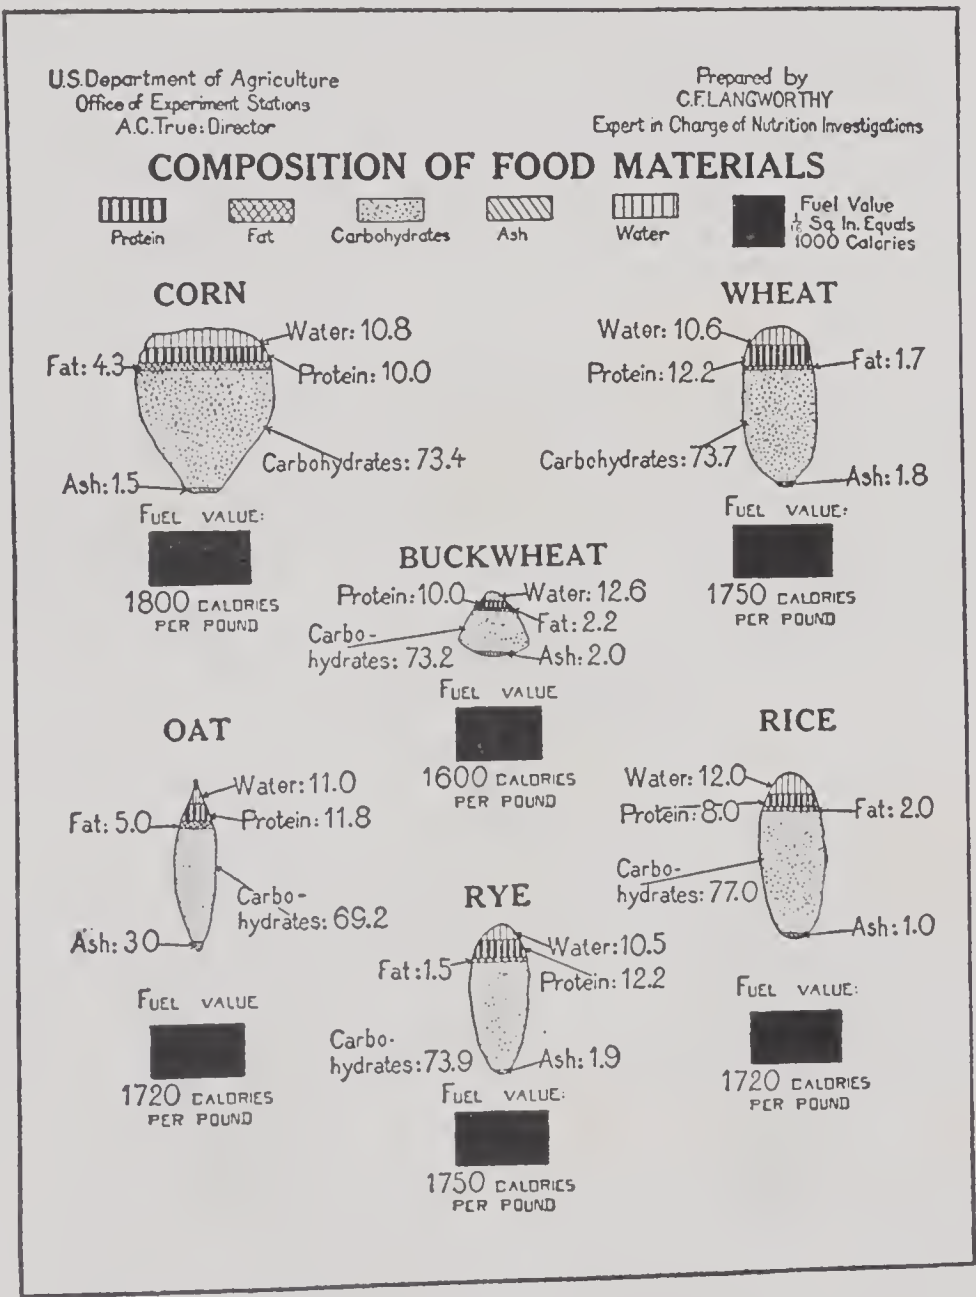 U.S. Department of Agriculture
Office of Experiment Stations
A.C. True: Director
Prepared by
C.F. LANGWORTHY
Expert in Charge of Nutrition Investigations
COMPOSITION OF FOOD MATERIALS
Protein
Fat
Carbohydrates
Ash
Water
Fuel Value
1/16 Sq. In. Equals
1000 Calories
CORN
Water: 10.8
Fat: 4.3
Protein: 10.0
Carbohydrates: 73.4
Ash: 1.5
FUEL VALUE:
1800 CALORIES
PER POUND
WHEAT
Water: 10.6
Fat: 1.7
Protein: 12.2
Carbohydrates: 73.7
Ash: 1.8
FUEL VALUE:
1750 CALORIES
PER POUND
BUCKWHEAT
Protein: 10.0
Water: 12.6
Fat: 2.2
Carbo-
hydrates: 73.2
Ash: 2.0
FUEL VALUE
1600 CALORIES
PER POUND
OAT
Water: 11.0
Fat: 5.0
Protein: 11.8
Carbo-
hydrates: 69.2
Ash: 30
FUEL VALUE
1720 CALORIES
PER POUND
RICE
Water: 12.0
Protein: 8.0
Fat: 2.0
Carbo-
hydrates: 77.0
Ash: 1.0
FUEL VALUE:
1720 CALORIES
PER POUND
RYE
Water: 10.5
Fat: 1.5
Protein: 12.2
Carbo-
hydrates: 73.9
Ash: 1.9
FUEL VALUE:
1750 CALORIES
PER POUND